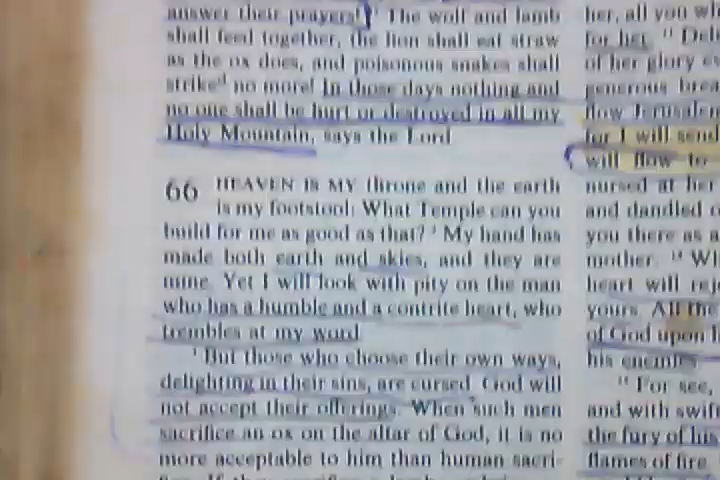 answer their prayers! The wolf and lamb
shall feed together, the lion shall eat straw
as the ox does, and poisonous snakes shall
strike no more! In those days nothing and
no one shall be hurt or destroyed in all my
Holy Mountain, says the Lord
66 HEAVEN IS MY throne and the earth
is my footstool: What Temple can you
build for me as good as that? ² My hand has
made both earth and skies, and they are
mine. Yet I will look with pity on the man
who has a humble and a contrite heart, who
trembles at my word
³ But those who choose their own ways,
delighting in their sins, are cursed. God will
not accept their offerings. When such men
sacrifice an ox on the altar of God, it is no
more acceptable to him than human sacri-
her, all you
for her.
of her glory
generous
flow Jerusalem
for I will send
will flow to
nursed at her
and dandled
you there as a
mother.
heart will
yours. All the
of God upon
his enemies
For see,
and with
the fury of his
flames of fire